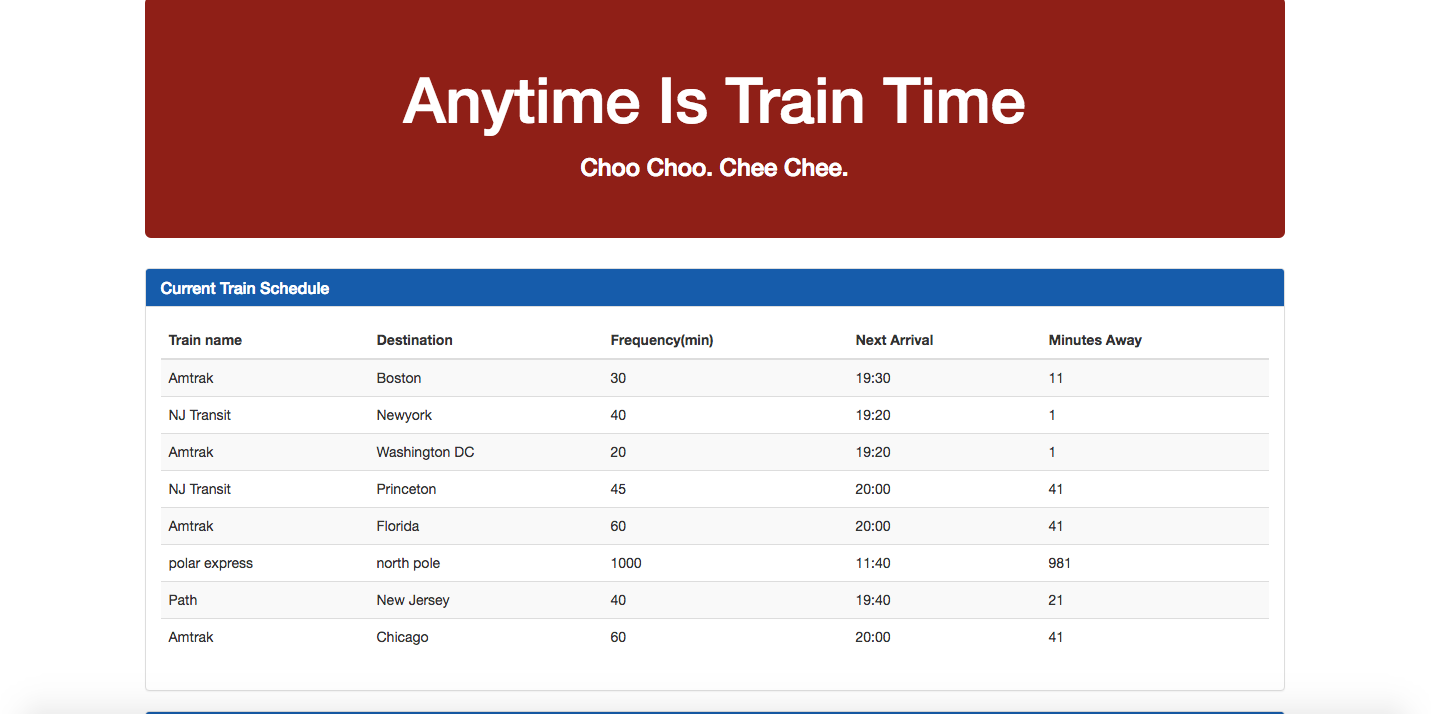 Anytime Is Train Time
Choo Choo. Chee Chee.
Current Train Schedule
Train name Destination Frequency(min) Next Arrival Minutes Away
Amtrak Boston 30 19:30 11
NJ Transit Newyork 40 19:20 1
Amtrak Washington DC 20 19:20 1
NJ Transit Princeton 45 20:00 41
Amtrak Florida 60 20:00 41
polar express north pole 1000 11:40 981
Path New Jersey 40 19:40 21
Amtrak Chicago 60 20:00 41